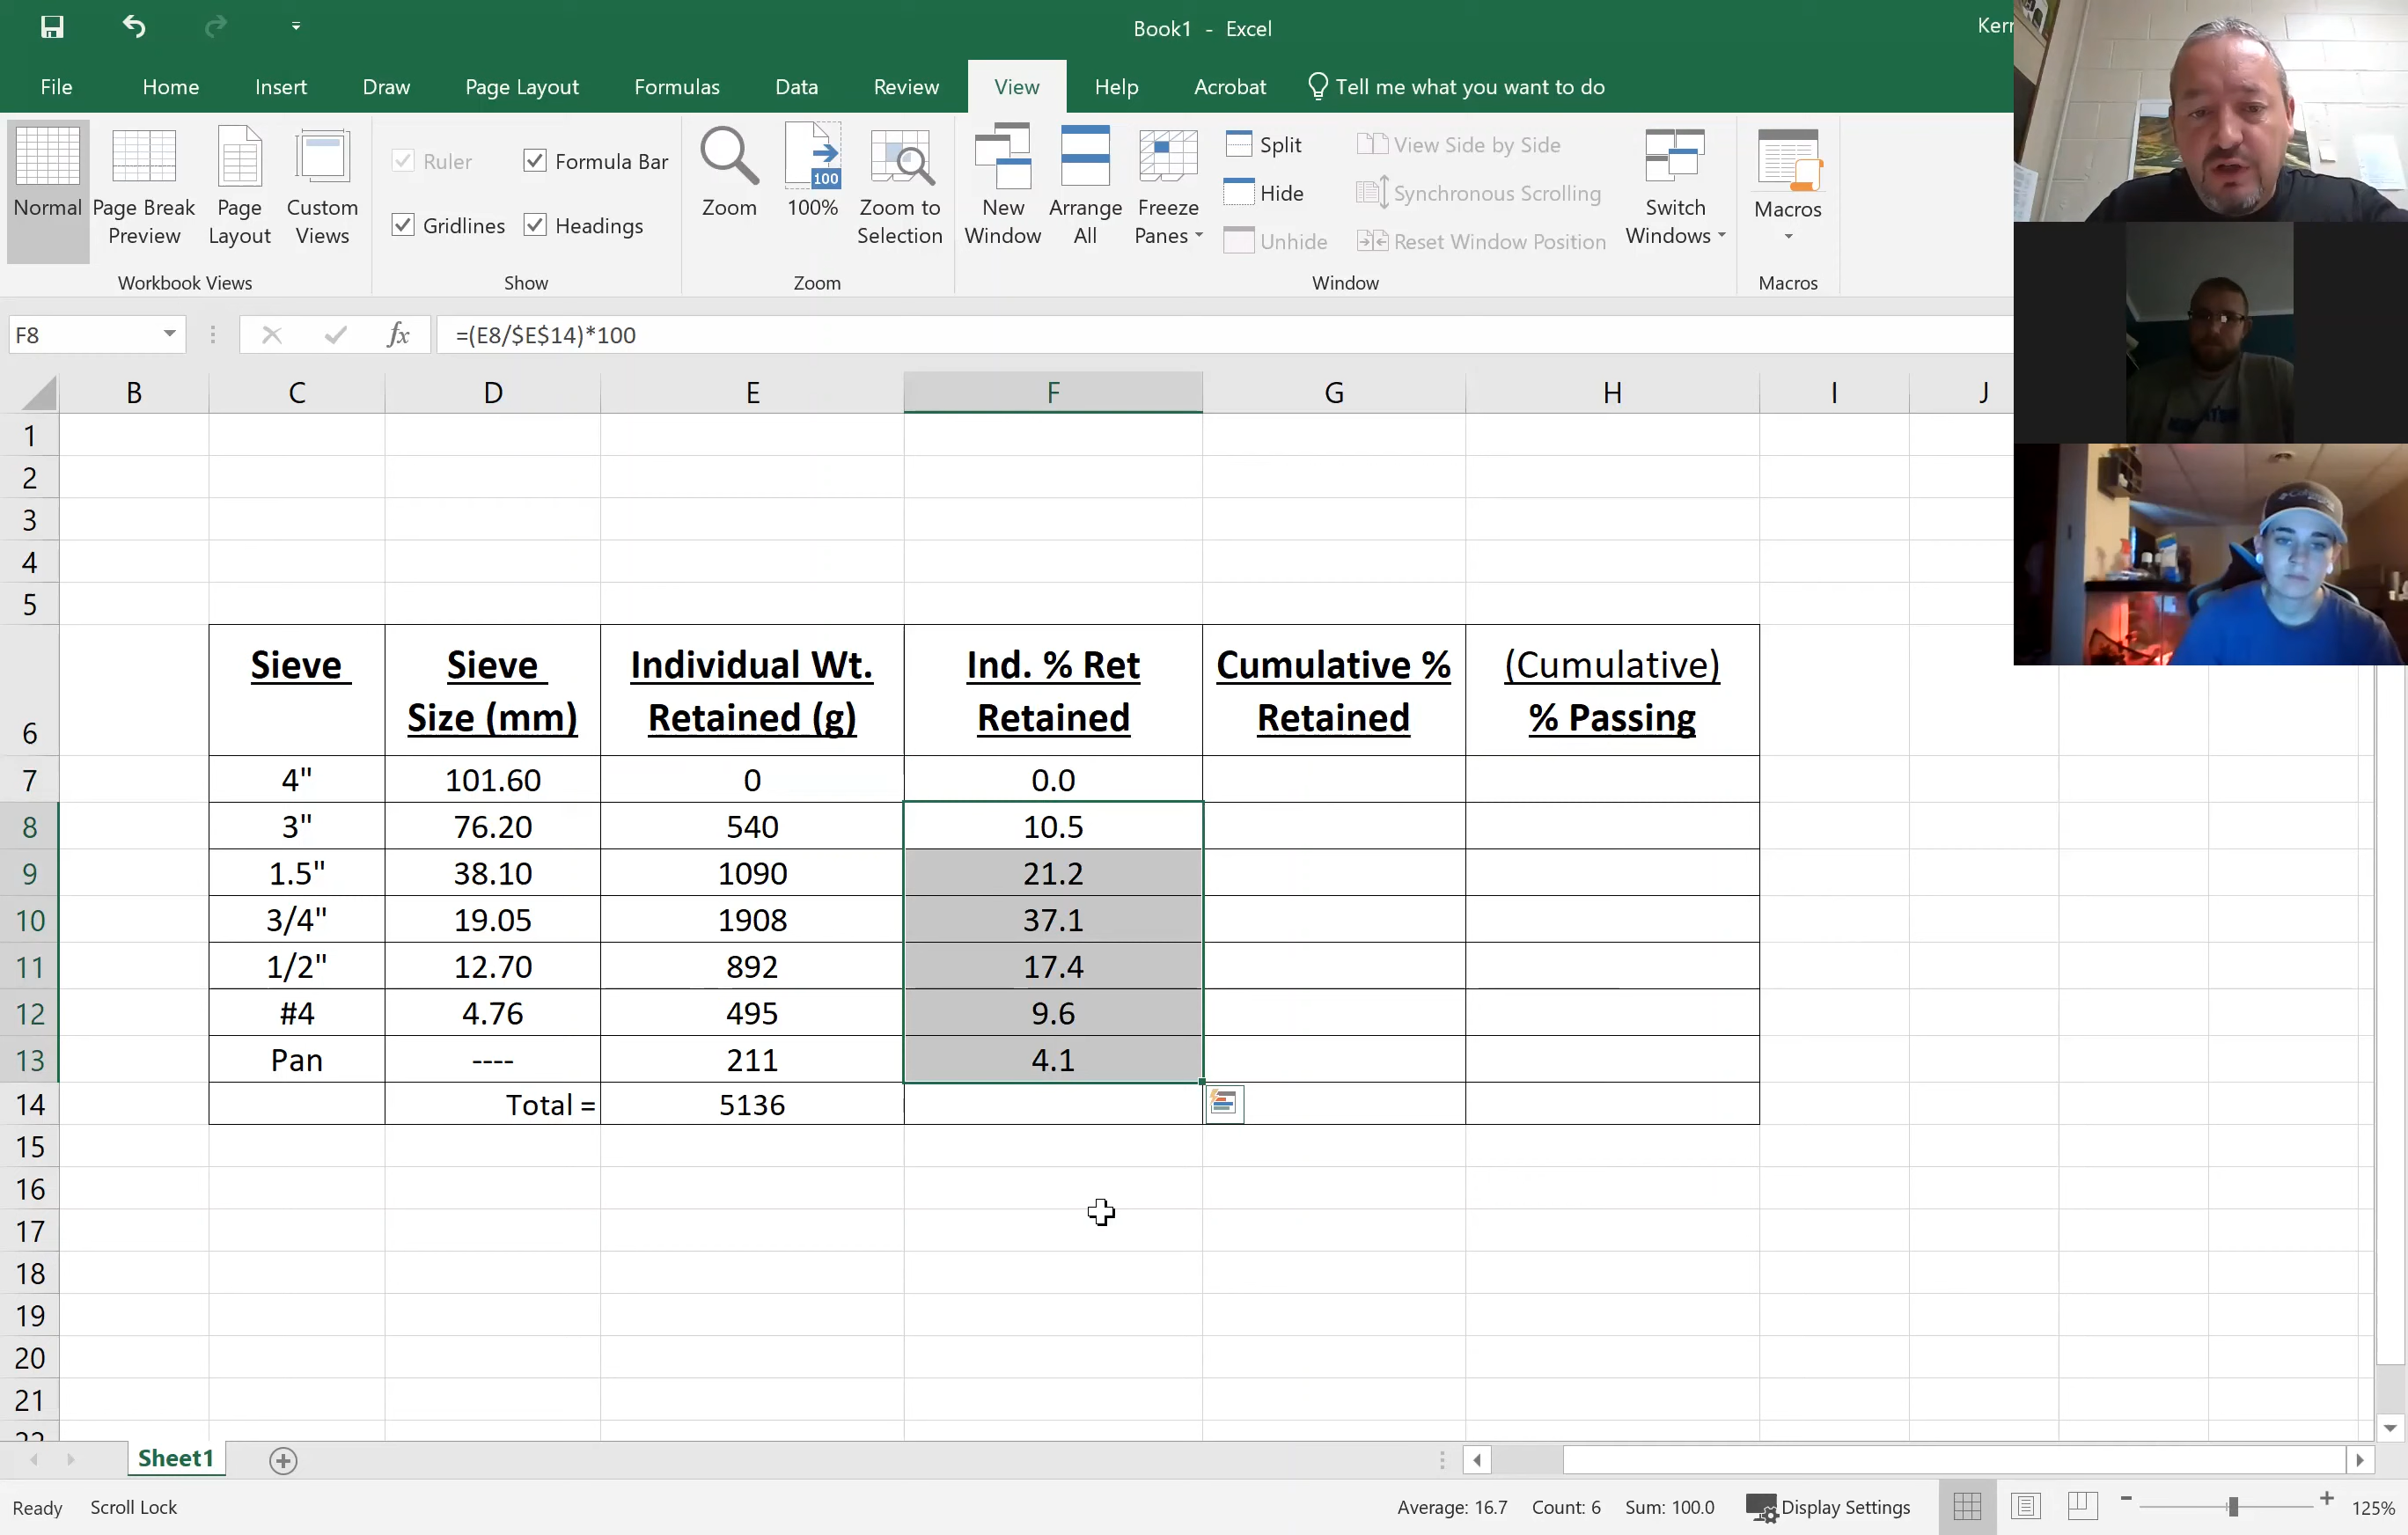 Book1 - Excel
Kerr
File Home Insert Draw Page Layout Formulas Data Review View Help Acrobat Tell me what you want to do
Normal
Page Break Preview
Page Layout
Custom Views
Workbook Views
Ruler
Formula Bar
Gridlines
Headings
Show
Zoom
100
100%
Zoom to Selection
Zoom
New Window
Arrange All
Freeze Panes
Split
Hide
Unhide
View Side by Side
Synchronous Scrolling
Reset Window Position
Switch Windows
Window
Macros
Macros
F8 fx =(E8/$E$14)*100
B C D E F G H I J
1
2
3
4
5
6 Sieve Sieve Size (mm) Individual Wt. Retained (g) Ind. % Ret Retained Cumulative % Retained (Cumulative) % Passing
7 4" 101.60 0 0.0
8 3" 76.20 540 10.5
9 1.5" 38.10 1090 21.2
10 3/4" 19.05 1908 37.1
11 1/2" 12.70 892 17.4
12 #4 4.76 495 9.6
13 Pan ---- 211 4.1
14 Total = 5136
15
16
17
18
19
20
21
22
Sheet1
Ready Scroll Lock Average: 16.7 Count: 6 Sum: 100.0 Display Settings 125%